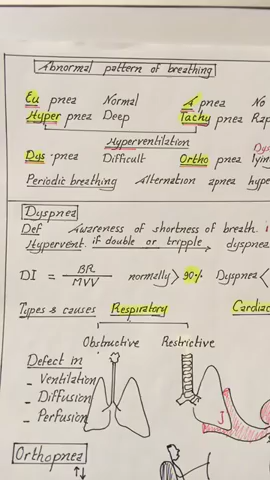 Abnormal pattern of breathing
Eu pnea Normal A pnea No
Hyper pnea Deep Tachy pnea Rap
Hyperventilation
Dys-pnea Difficult Ortho pnea lyin
Periodic breathing Alternation apnea hype
Dyspnea
Def Awareness of shortness of breath.
Hypervent. if double or tripple dyspnea
DI = BR / MVV normally > 90% Dyspnea <
Types & causes Respiratory Cardiac
Obstructive Restrictive
Defect in
- Ventilation
- Diffusion
- Perfusion
Orthopnea